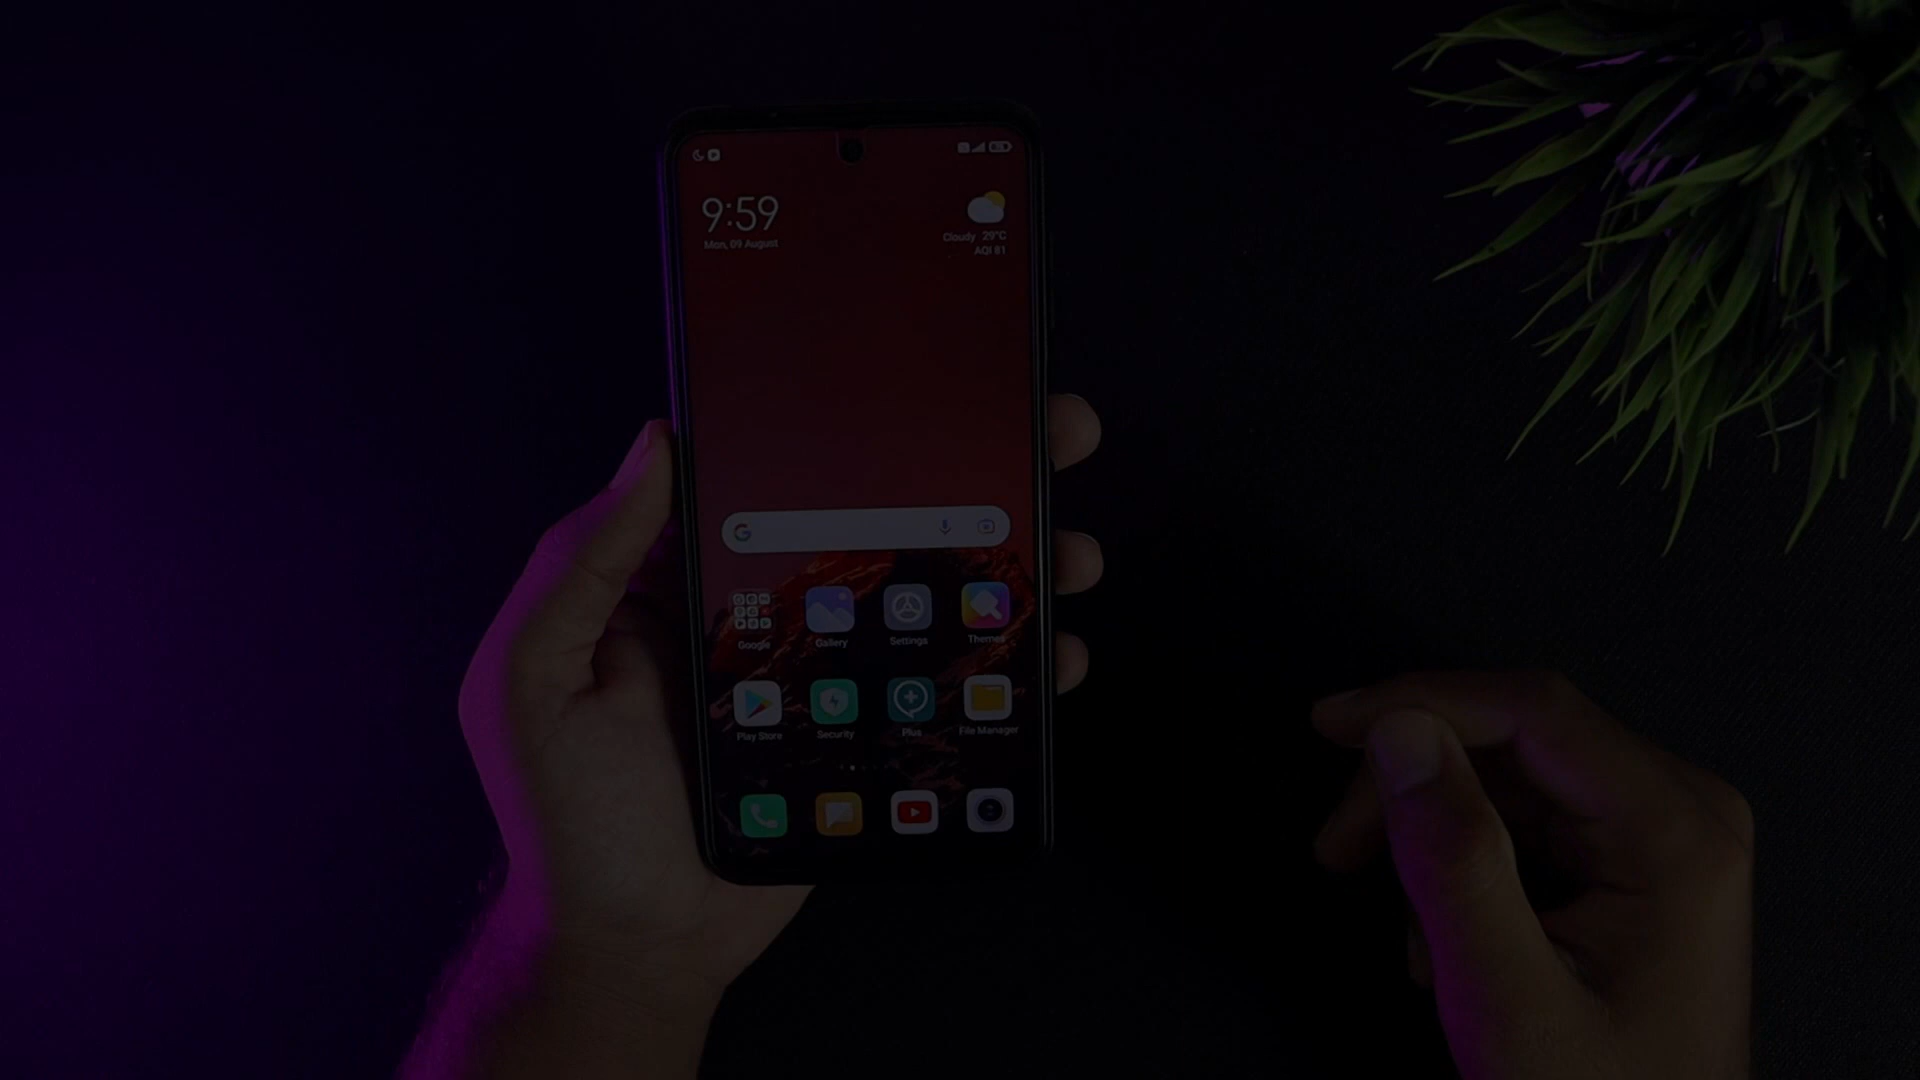 9:59
Mon, 09 August
Cloudy 29°C
AQI 81
Google
Gallery
Settings
Themes
Play Store
Security
Plus
File Manager